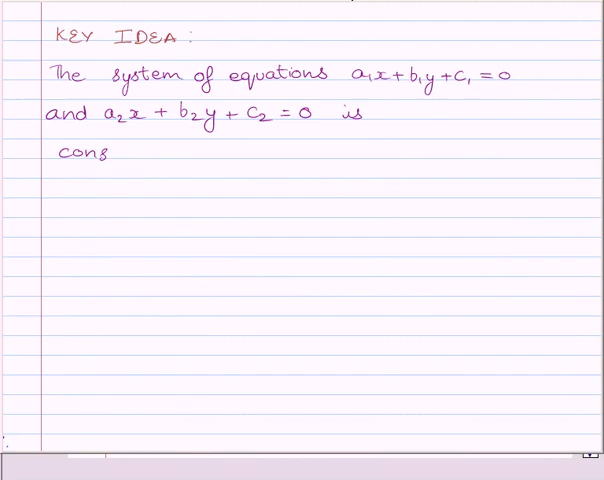 KEY IDEA:
The system of equations a₁x+b₁y+c₁=0
and a₂x + b₂y + c₂ = 0 is
cons